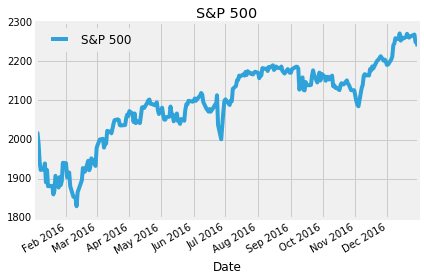 S&P 500
S&P 500
2300
2200
2100
2000
1900
1800
Feb 2016
Mar 2016
Apr 2016
May 2016
Jun 2016
Jul 2016
Aug 2016
Sep 2016
Oct 2016
Nov 2016
Dec 2016
Date